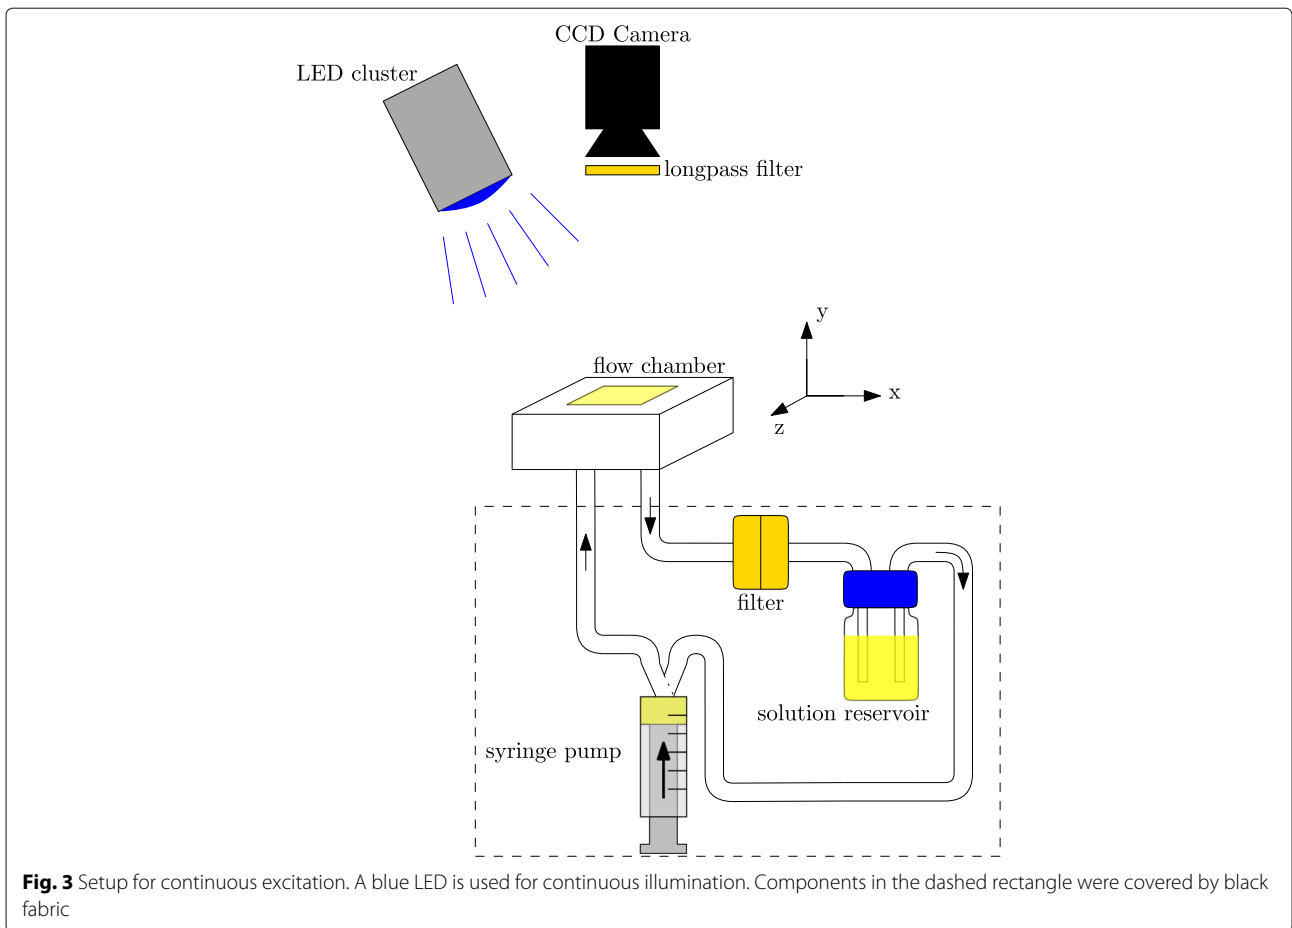 CCD Camera
LED cluster
longpass filter
y
flow chamber
x
z
filter
solution reservoir
syringe pump
Fig. 3 Setup for continuous excitation. A blue LED is used for continuous illumination. Components in the dashed rectangle were covered by black
fabric